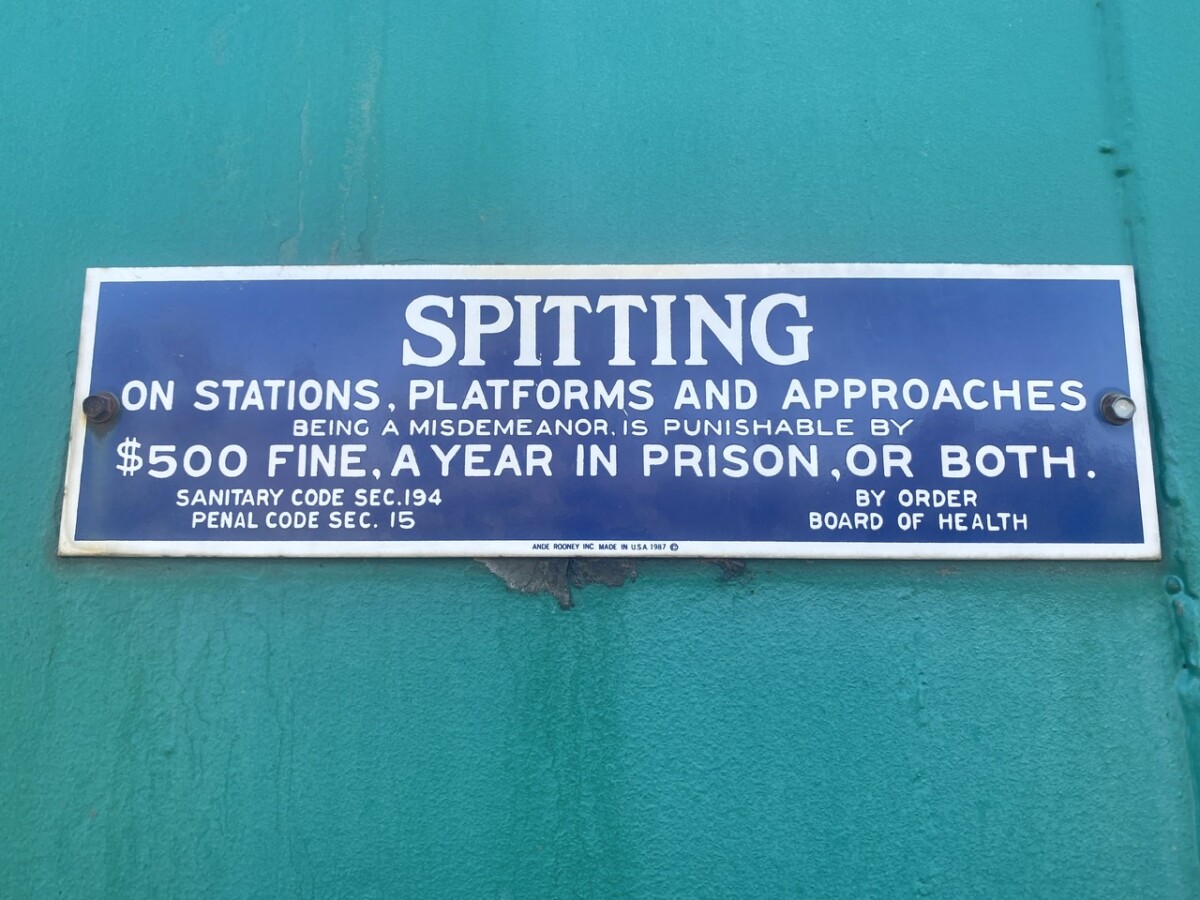 SPITTING
ON STATIONS, PLATFORMS AND APPROACHES
BEING A MISDEMEANOR, IS PUNISHABLE BY
$500 FINE, A YEAR IN PRISON, OR BOTH.
SANITARY CODE SEC. 194
PENAL CODE SEC. 15
BY ORDER
BOARD OF HEALTH
ANDE ROONEY INC MADE IN U.S.A. 1987 ©